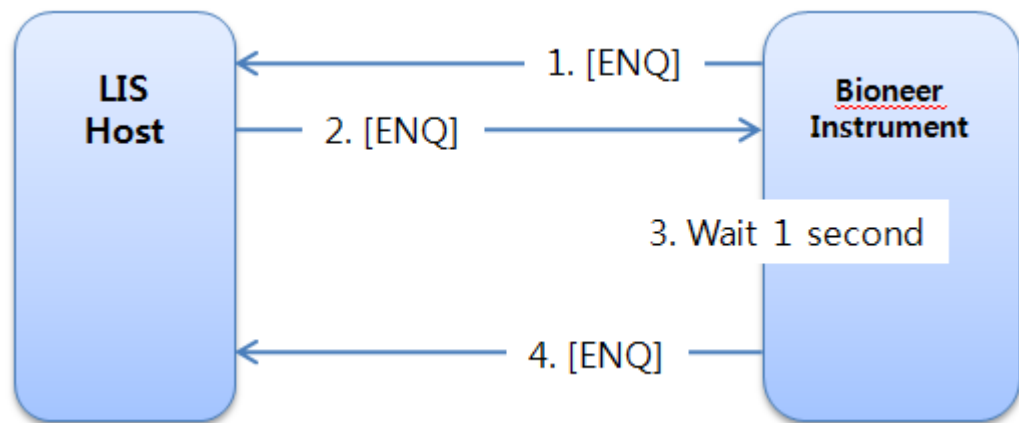 LIS
Host
1. [ENQ]
2. [ENQ]
Bioneer
Instrument
3. Wait 1 second
4. [ENQ]